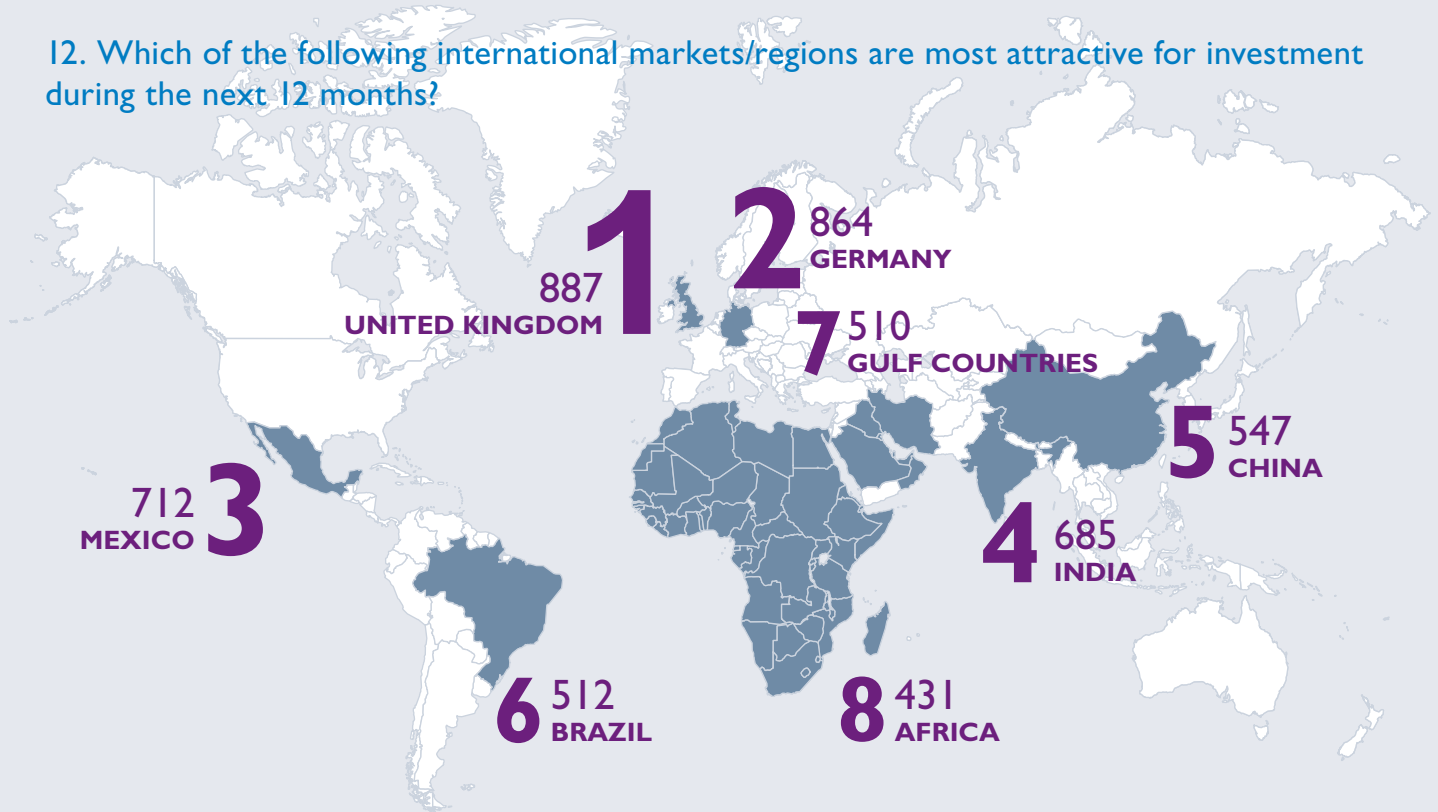 12. Which of the following international markets/regions are most attractive for investment
during the next 12 months?
1
887
UNITED KINGDOM
2
864
GERMANY
7
510
GULF COUNTRIES
5
547
CHINA
3
712
MEXICO
4
685
INDIA
6
512
BRAZIL
8
431
AFRICA